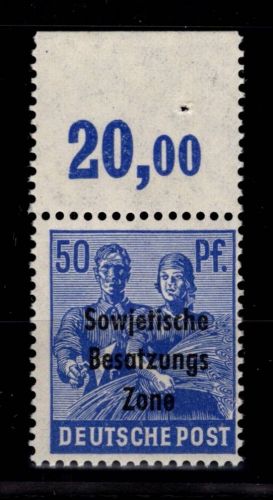 20,00
50 Pf.
Sowjetische
Besatzungs
Zone
DEUTSCHE POST